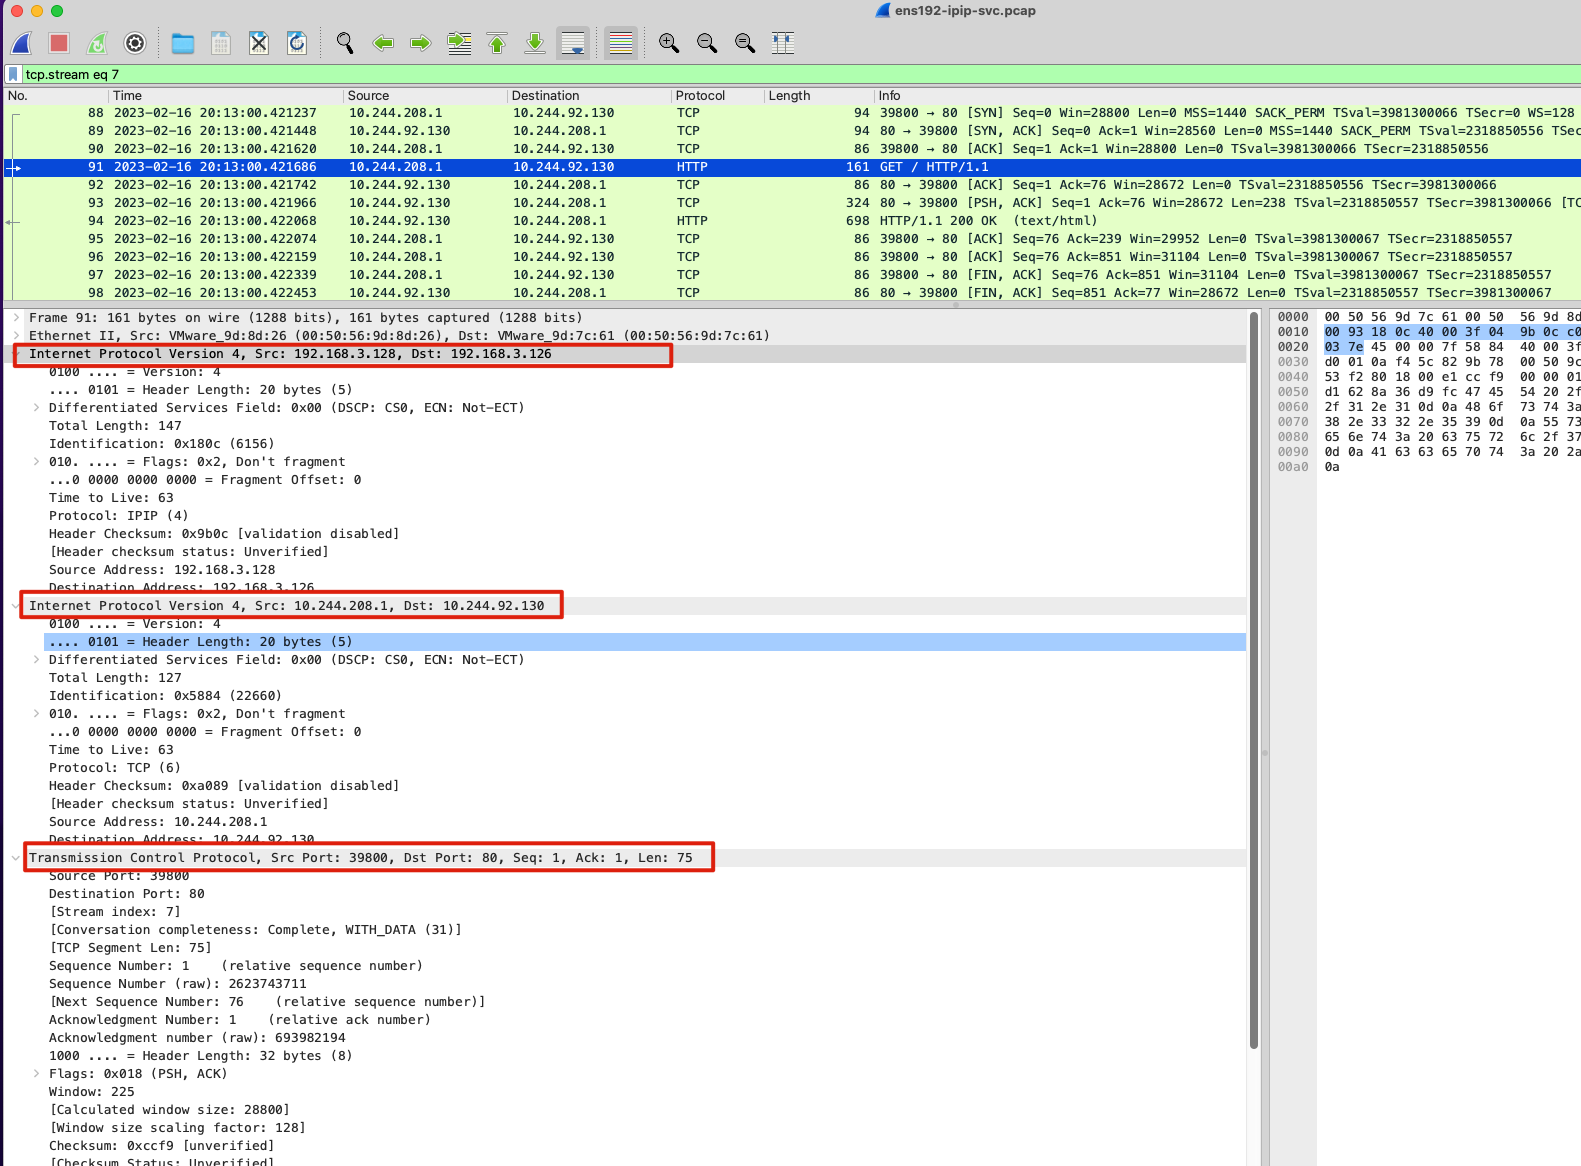 ens192-ipip-svc.pcap
tcp.stream eq 7
No. Time Source Destination Protocol Length Info
88 2023-02-16 20:13:00.421237 10.244.208.1 10.244.92.130 TCP 94 39800 → 80 [SYN] Seq=0 Win=28800 Len=0 MSS=1440 SACK_PERM TSval=3981300066 TSecr=0 WS=128
89 2023-02-16 20:13:00.421448 10.244.92.130 10.244.208.1 TCP 94 80 → 39800 [SYN, ACK] Seq=0 Ack=1 Win=28560 Len=0 MSS=1440 SACK_PERM TSval=2318850556 TSec
90 2023-02-16 20:13:00.421620 10.244.208.1 10.244.92.130 TCP 86 39800 → 80 [ACK] Seq=1 Ack=1 Win=28800 Len=0 TSval=3981300066 TSecr=2318850556
91 2023-02-16 20:13:00.421686 10.244.208.1 10.244.92.130 HTTP 161 GET / HTTP/1.1
92 2023-02-16 20:13:00.421742 10.244.92.130 10.244.208.1 TCP 86 80 → 39800 [ACK] Seq=1 Ack=76 Win=28672 Len=0 TSval=2318850556 TSecr=3981300066
93 2023-02-16 20:13:00.421966 10.244.92.130 10.244.208.1 TCP 324 80 → 39800 [PSH, ACK] Seq=1 Ack=76 Win=28672 Len=238 TSval=2318850557 TSecr=3981300066 [TC
94 2023-02-16 20:13:00.422068 10.244.92.130 10.244.208.1 HTTP 698 HTTP/1.1 200 OK (text/html)
95 2023-02-16 20:13:00.422074 10.244.208.1 10.244.92.130 TCP 86 39800 → 80 [ACK] Seq=76 Ack=239 Win=29952 Len=0 TSval=3981300067 TSecr=2318850557
96 2023-02-16 20:13:00.422159 10.244.208.1 10.244.92.130 TCP 86 39800 → 80 [ACK] Seq=76 Ack=851 Win=31104 Len=0 TSval=3981300067 TSecr=2318850557
97 2023-02-16 20:13:00.422339 10.244.208.1 10.244.92.130 TCP 86 39800 → 80 [FIN, ACK] Seq=76 Ack=851 Win=31104 Len=0 TSval=3981300067 TSecr=2318850557
98 2023-02-16 20:13:00.422453 10.244.92.130 10.244.208.1 TCP 86 80 → 39800 [FIN, ACK] Seq=851 Ack=77 Win=28672 Len=0 TSval=2318850557 TSecr=3981300067
Frame 91: 161 bytes on wire (1288 bits), 161 bytes captured (1288 bits)
Ethernet II, Src: VMware_9d:8d:26 (00:50:56:9d:8d:26), Dst: VMware_9d:7c:61 (00:50:56:9d:7c:61)
Internet Protocol Version 4, Src: 192.168.3.128, Dst: 192.168.3.126
0100 .... = Version: 4
.... 0101 = Header Length: 20 bytes (5)
Differentiated Services Field: 0x00 (DSCP: CS0, ECN: Not-ECT)
Total Length: 147
Identification: 0x180c (6156)
010. .... = Flags: 0x2, Don't fragment
...0 0000 0000 0000 = Fragment Offset: 0
Time to Live: 63
Protocol: IPIP (4)
Header Checksum: 0x9b0c [validation disabled]
[Header checksum status: Unverified]
Source Address: 192.168.3.128
Destination Address: 192.168.3.126
Internet Protocol Version 4, Src: 10.244.208.1, Dst: 10.244.92.130
0100 .... = Version: 4
.... 0101 = Header Length: 20 bytes (5)
Differentiated Services Field: 0x00 (DSCP: CS0, ECN: Not-ECT)
Total Length: 127
Identification: 0x5884 (22660)
010. .... = Flags: 0x2, Don't fragment
...0 0000 0000 0000 = Fragment Offset: 0
Time to Live: 63
Protocol: TCP (6)
Header Checksum: 0xa089 [validation disabled]
[Header checksum status: Unverified]
Source Address: 10.244.208.1
Destination Address: 10.244.92.130
Transmission Control Protocol, Src Port: 39800, Dst Port: 80, Seq: 1, Ack: 1, Len: 75
Source Port: 39800
Destination Port: 80
[Stream index: 7]
[Conversation completeness: Complete, WITH_DATA (31)]
[TCP Segment Len: 75]
Sequence Number: 1 (relative sequence number)
Sequence Number (raw): 2623743711
[Next Sequence Number: 76 (relative sequence number)]
Acknowledgment Number: 1 (relative ack number)
Acknowledgment number (raw): 693982194
1000 .... = Header Length: 32 bytes (8)
Flags: 0x018 (PSH, ACK)
Window: 225
[Calculated window size: 28800]
[Window size scaling factor: 128]
Checksum: 0xccf9 [unverified]
[Checksum Status: Unverified]
0000 00 50 56 9d 7c 61 00 50 56 9d 8d
0010 00 93 18 0c 40 00 3f 04 9b 0c c0
0020 03 7e 45 00 00 7f 58 84 40 00 3f
0030 d0 01 0a f4 5c 82 9b 78 00 50 9c
0040 53 f2 80 18 00 e1 cc f9 00 00 01
0050 d1 62 8a 36 d9 fc 47 45 54 20 2f
0060 2f 31 2e 31 0d 0a 48 6f 73 74 3a
0070 38 2e 33 32 2e 35 39 0d 0a 55 73
0080 65 6e 74 3a 20 63 75 72 6c 2f 37
0090 0d 0a 41 63 63 65 70 74 3a 20 2a
00a0 0a